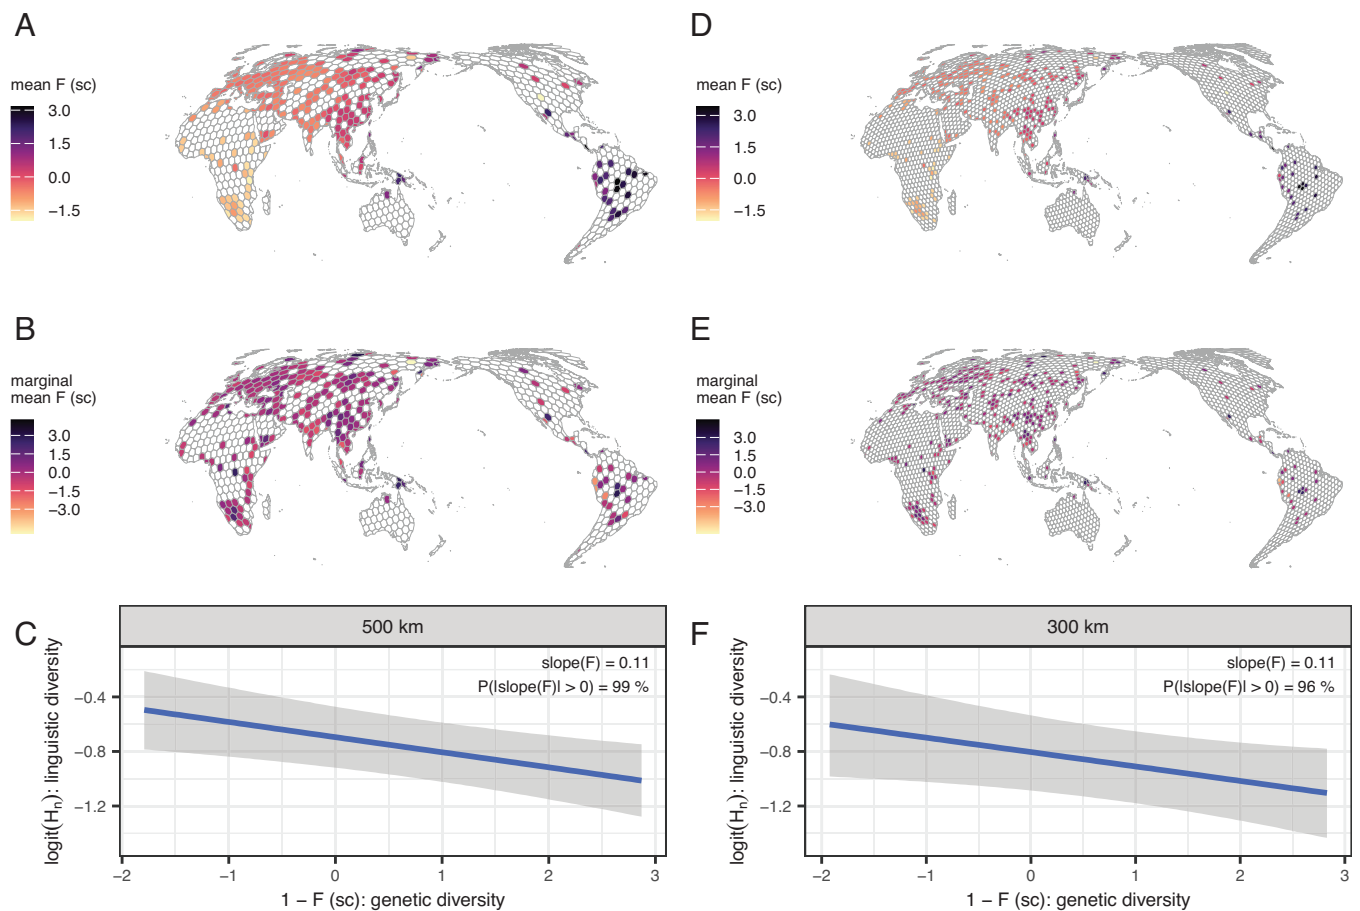 A
mean F (sc)
3.0
1.5
0.0
−1.5
D
mean F (sc)
3.0
1.5
0.0
−1.5
B
marginal
mean F (sc)
3.0
1.5
0.0
−1.5
−3.0
E
marginal
mean F (sc)
3.0
1.5
0.0
−1.5
−3.0
C
500 km
slope(F) = 0.11
P(|slope(F)| > 0) = 99 %
logit(Hn): linguistic diversity
−0.4
−0.8
−1.2
−2
−1
0
1
2
3
1 − F (sc): genetic diversity
F
300 km
slope(F) = 0.11
P(|slope(F)| > 0) = 96 %
logit(Hn): linguistic diversity
−0.4
−0.8
−1.2
−2
−1
0
1
2
3
1 − F (sc): genetic diversity